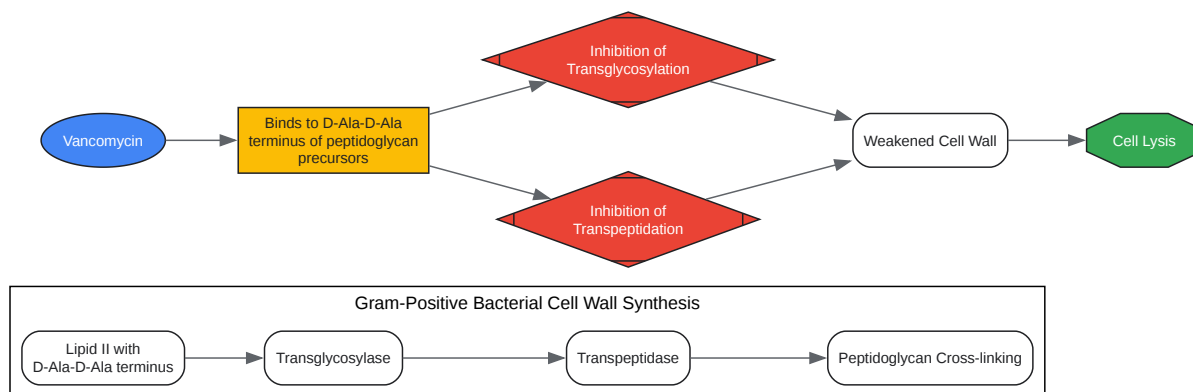 Inhibition of
Transglycosylation
Vancomycin
Binds to D-Ala-D-Ala
terminus of peptidoglycan
precursors
Weakened Cell Wall
Cell Lysis
Inhibition of
Transpeptidation
Gram-Positive Bacterial Cell Wall Synthesis
Lipid II with
D-Ala-D-Ala terminus
Transglycosylase
Transpeptidase
Peptidoglycan Cross-linking